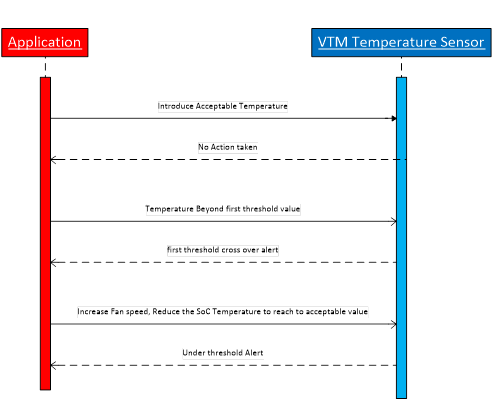 Application
VTM Temperature Sensor
Introduce Acceptable Temperature
No Action taken
Temperature Beyond first threshold value
first threshold cross over alert
Increase Fan speed, Reduce the SoC Temperature to reach to acceptable value
Under threshold Alert